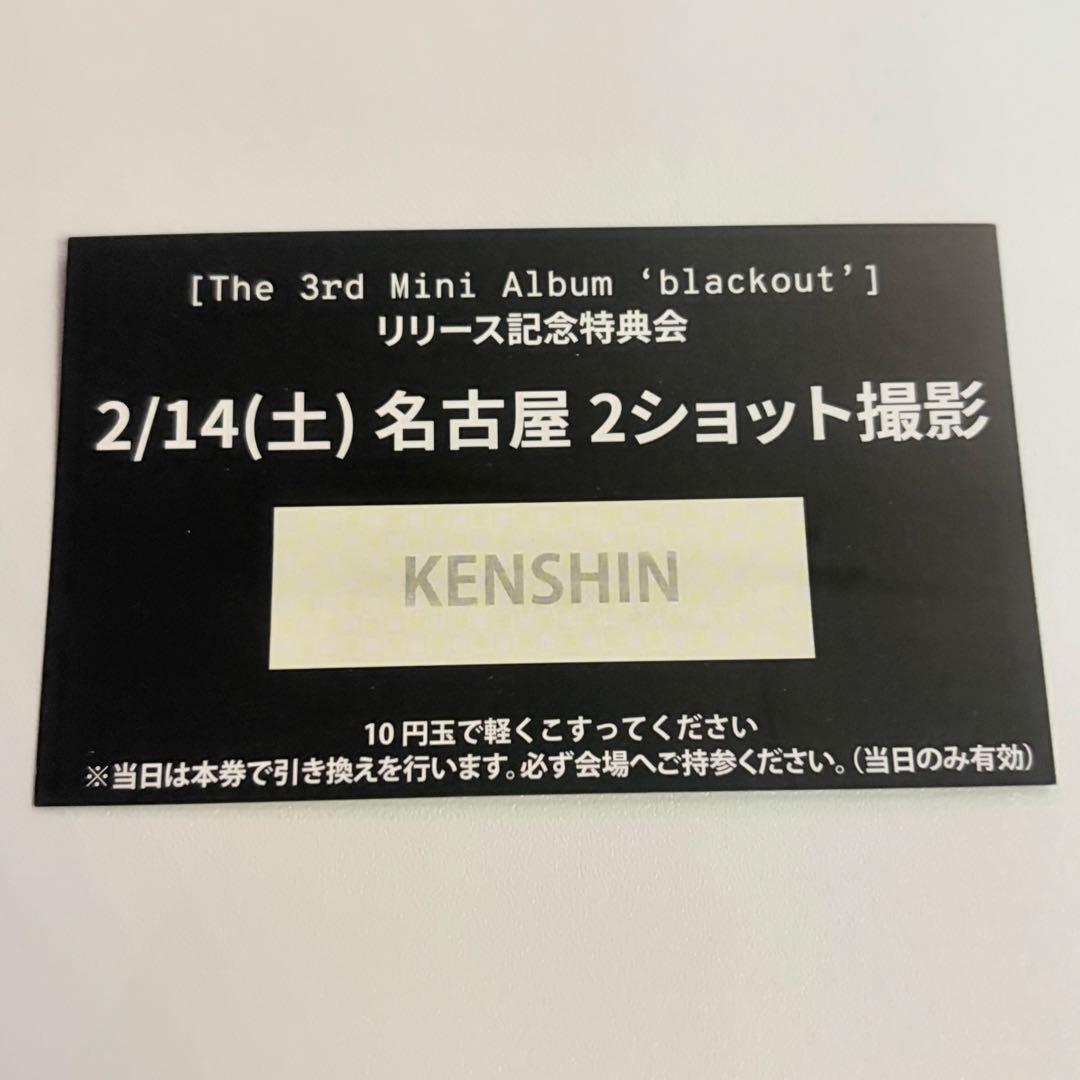 [The 3rd Mini Album ‘blackout’]
リリース記念特典会
2/14(土) 名古屋 2ショット撮影
KENSHIN
10円玉で軽くこすってください
※当日は本券で引き換えを行います。必ず会場へご持参ください。（当日のみ有効）